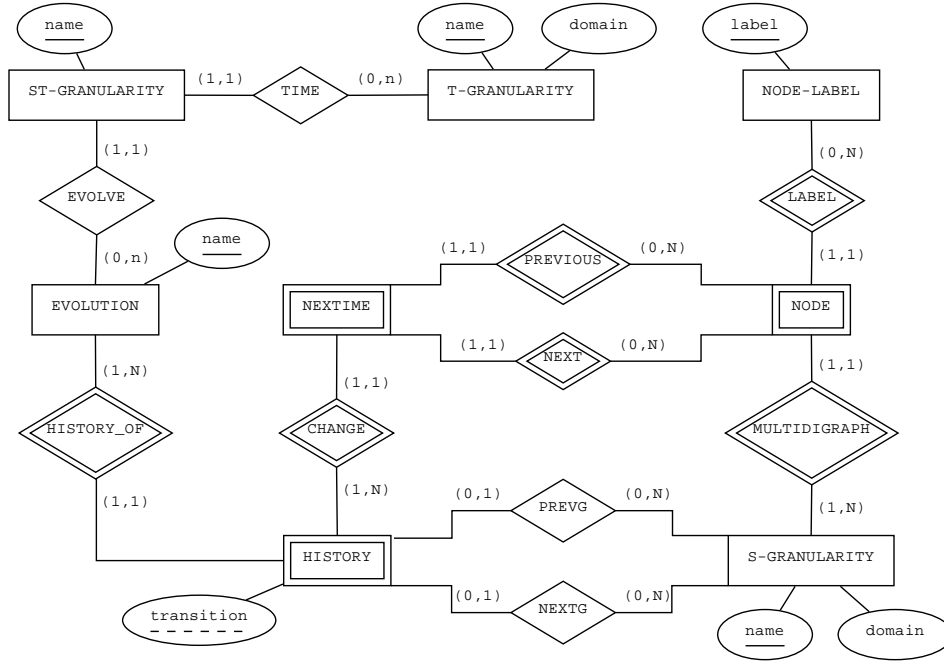 name
name
domain
label
ST-GRANULARITY
(1,1)
TIME
(0,n)
T-GRANULARITY
NODE-LABEL
(1,1)
(0,N)
EVOLVE
LABEL
(0,n)
name
(1,1)
PREVIOUS
(0,N)
(1,1)
EVOLUTION
NEXTIME
NODE
(1,1)
NEXT
(0,N)
(1,N)
(1,1)
(1,1)
HISTORY_OF
CHANGE
MULTIDIGRAPH
(1,1)
(1,N)
(0,1)
PREVG
(0,N)
(1,N)
HISTORY
S-GRANULARITY
(0,1)
NEXTG
(0,N)
transition
name
domain